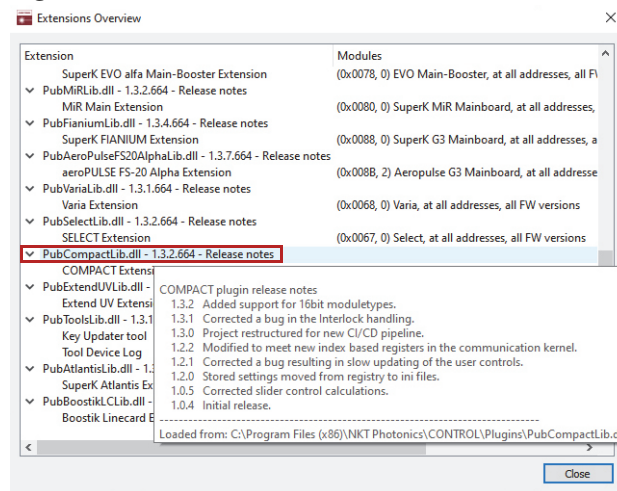 Extensions Overview
Extension Modules
SuperK EVO alfa Main-Booster Extension (0x0078, 0) EVO Main-Booster, at all addresses, all
PubMiRLib.dll - 1.3.2.664 - Release notes
MiR Main Extension (0x0080, 0) SuperK MiR Mainboard, at all addresses,
PubFianiumLib.dll - 1.3.4.664 - Release notes
SuperK FIANIUM Extension (0x0088, 0) SuperK G3 Mainboard, at all addresses, a
PubAeroPulseFS20AlphaLib.dll - 1.3.7.664 - Release notes
aeroPULSE FS-20 Alpha Extension (0x008B, 2) Aeropulse G3 Mainboard, at all addresse
PubVariaLib.dll - 1.3.1.664 - Release notes
Varia Extension (0x0068, 0) Varia, at all addresses, all FW versions
PubSelectLib.dll - 1.3.2.664 - Release notes
SELECT Extension (0x0067, 0) Select, at all addresses, all FW versions
PubCompactLib.dll - 1.3.2.664 - Release notes
COMPACT Extensi
PubExtendUVLib.dll -
Extend UV Extensi
PubToolsLib.dll - 1.3.1
Key Updater tool
Tool Device Log
PubAtlantisLib.dll - 1.
SuperK Atlantis Ex
PubBoostikLCLib.dll -
Boostik Linecard E
COMPACT plugin release notes
1.3.2 Added support for 16bit moduletypes.
1.3.1 Corrected a bug in the Interlock handling.
1.3.0 Project restructured for new CI/CD pipeline.
1.2.2 Modified to meet new index based registers in the communication kernel.
1.2.1 Corrected a bug resulting in slow updating of the user controls.
1.2.0 Stored settings moved from registry to ini files.
1.0.5 Corrected slider control calculations.
1.0.4 Initial release.
Loaded from: C:\Program Files (x86)\NKT Photonics\CONTROL\Plugins\PubCompactLib.d
Close